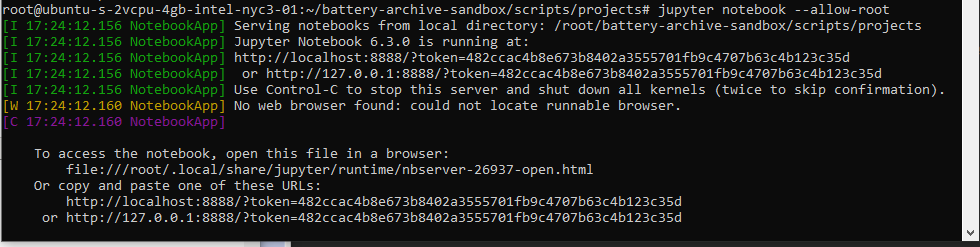 root@ubuntu-s-2vcpu-4gb-intel-nyc3-01:~/battery-archive-sandbox/scripts/projects# jupyter notebook --allow-root
[I 17:24:12.156 NotebookApp] Serving notebooks from local directory: /root/battery-archive-sandbox/scripts/projects
[I 17:24:12.156 NotebookApp] Jupyter Notebook 6.3.0 is running at:
[I 17:24:12.156 NotebookApp] http://localhost:8888/?token=482ccac4b8e673b8402a3555701fb9c4707b63c4b123c35d
[I 17:24:12.156 NotebookApp]  or http://127.0.0.1:8888/?token=482ccac4b8e673b8402a3555701fb9c4707b63c4b123c35d
[I 17:24:12.156 NotebookApp] Use Control-C to stop this server and shut down all kernels (twice to skip confirmation).
[W 17:24:12.160 NotebookApp] No web browser found: could not locate runnable browser.
[C 17:24:12.160 NotebookApp]
To access the notebook, open this file in a browser:
file:///root/.local/share/jupyter/runtime/nbserver-26937-open.html
Or copy and paste one of these URLs:
http://localhost:8888/?token=482ccac4b8e673b8402a3555701fb9c4707b63c4b123c35d
or http://127.0.0.1:8888/?token=482ccac4b8e673b8402a3555701fb9c4707b63c4b123c35d